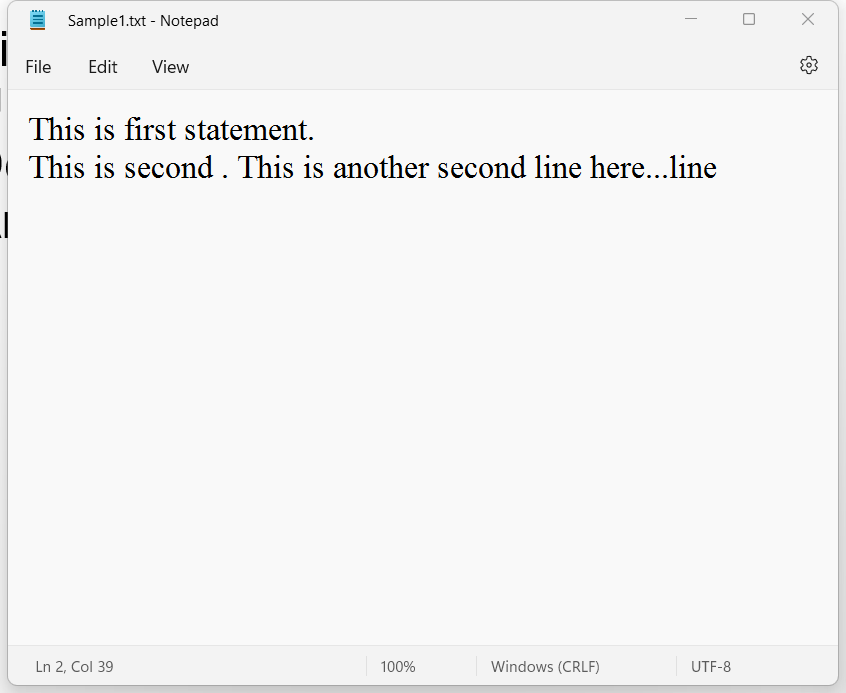 Sample1.txt - Notepad
File Edit View
This is first statement.
This is second . This is another second line here...line
Ln 2, Col 39 100% Windows (CRLF) UTF-8